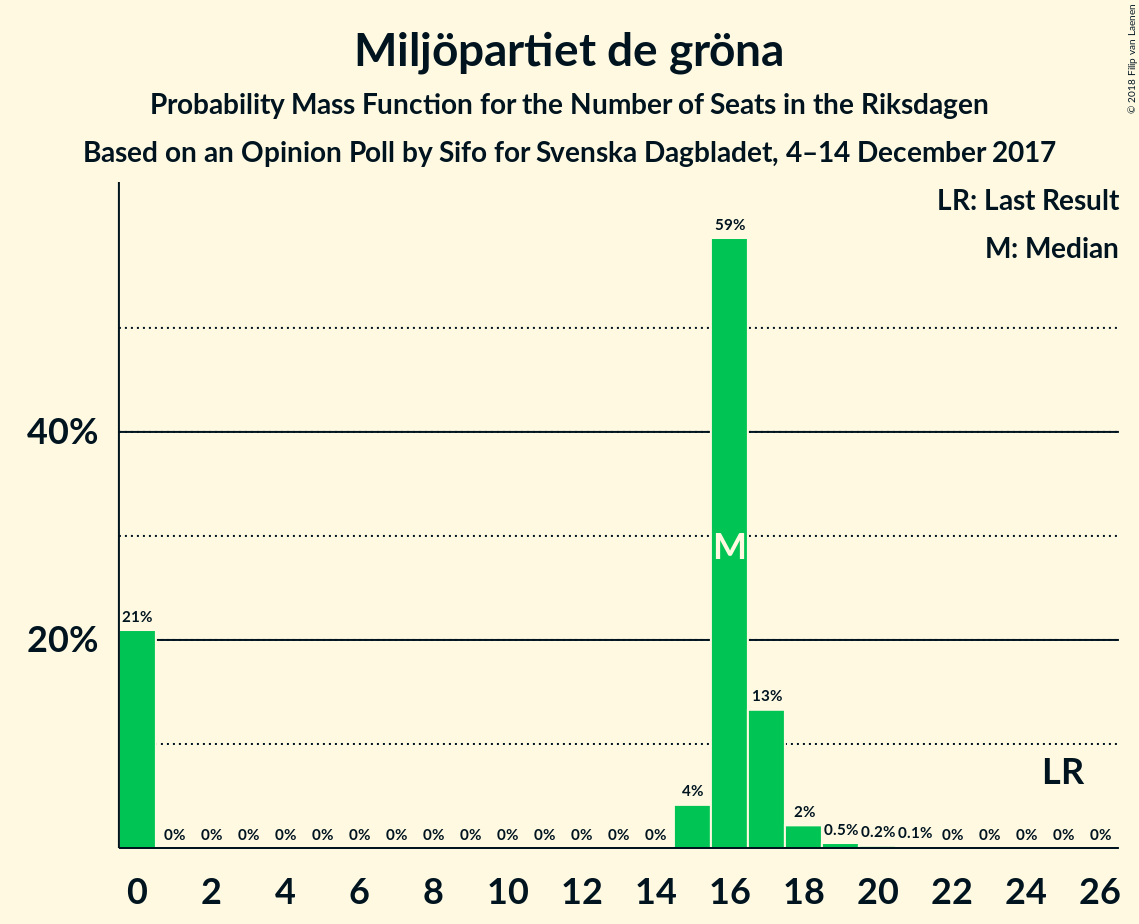 Miljöpartiet de gröna
Probability Mass Function for the Number of Seats in the Riksdagen
Based on an Opinion Poll by Sifo for Svenska Dagbladet, 4–14 December 2017
© 2018 Filip van Laenen
LR: Last Result
M: Median
59%
40%
M
21%
20%
13%
LR
4%
2%
0% 0% 0% 0% 0% 0% 0% 0% 0% 0% 0% 0% 0% 0% 0.5% 0.2% 0.1% 0% 0% 0% 0% 0%
0 2 4 6 8 10 12 14 16 18 20 22 24 26